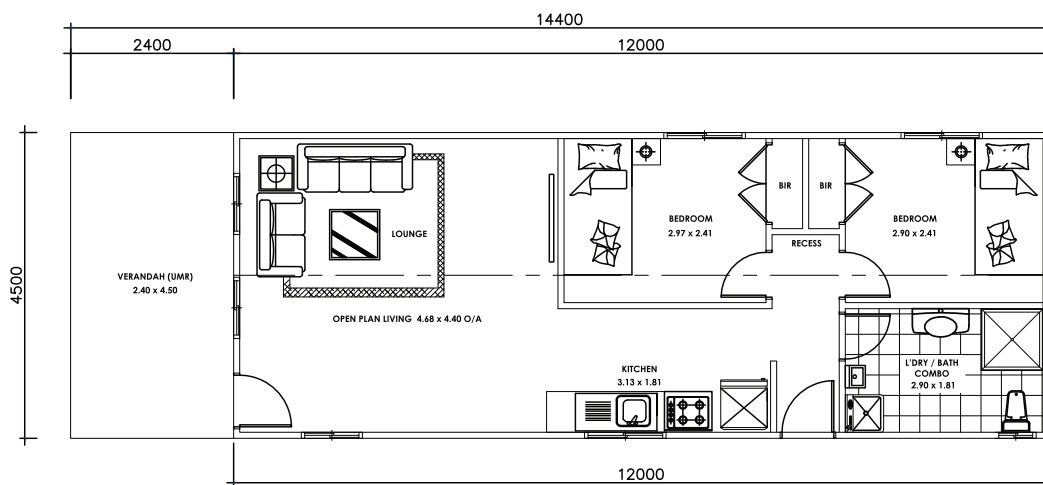 14400
2400
12000
4500
VERANDAH (UMR)
2.40 x 4.50
LOUNGE
OPEN PLAN LIVING 4.68 x 4.40 O/A
BEDROOM
2.97 x 2.41
BIR
BIR
RECESS
BEDROOM
2.90 x 2.41
KITCHEN
3.13 x 1.81
L'DRY / BATH
COMBO
2.90 x 1.81
12000